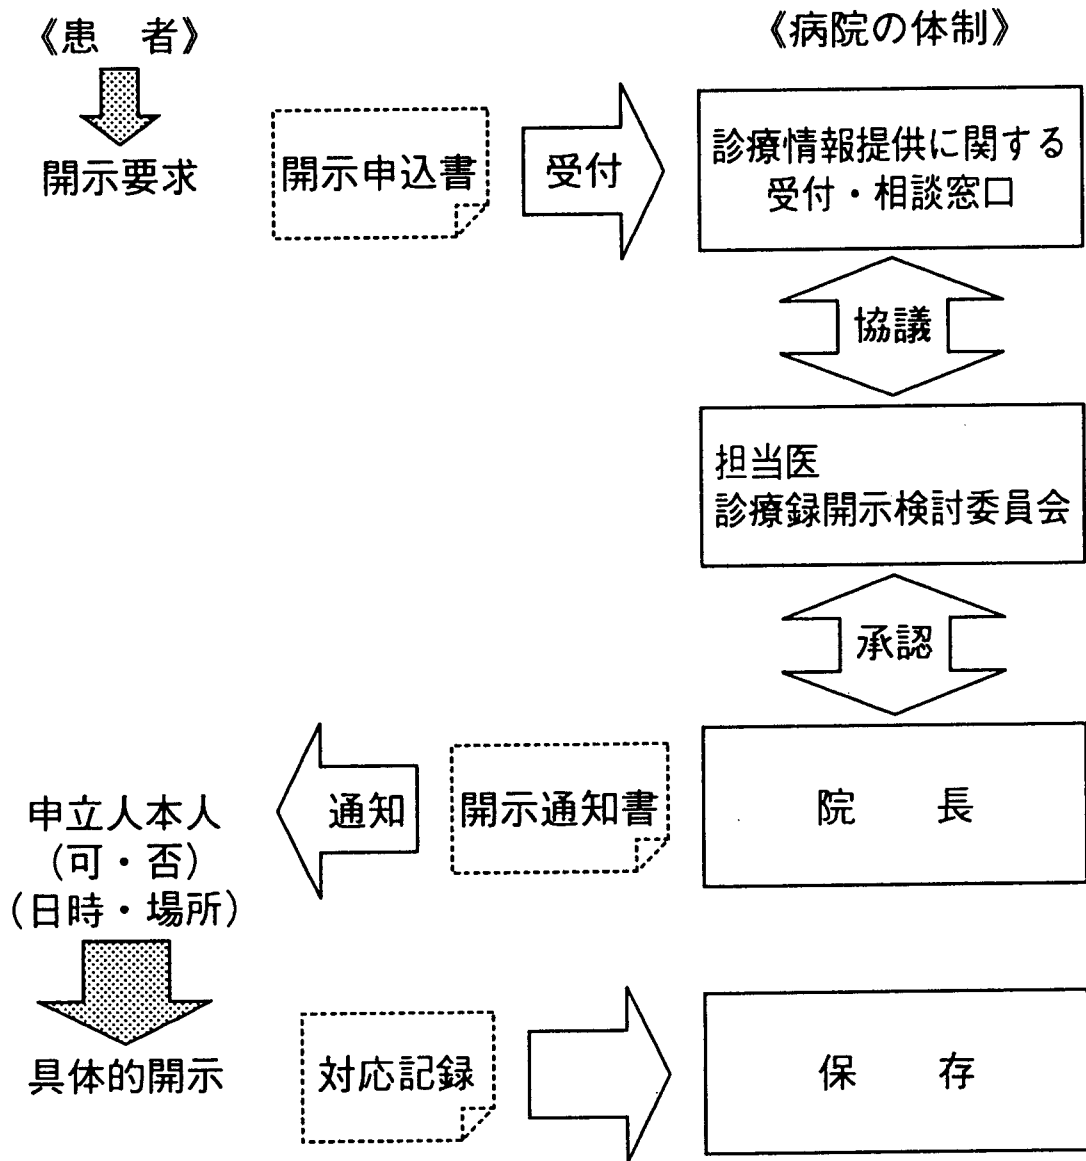 《患　者》
《病院の体制》
開示要求
開示申込書
受付
診療情報提供に関する
受付・相談窓口
協議
担当医
診療録開示検討委員会
承認
院　　長
開示通知書
通知
申立人本人
(可・否)
(日時・場所)
具体的開示
対応記録
保　　存